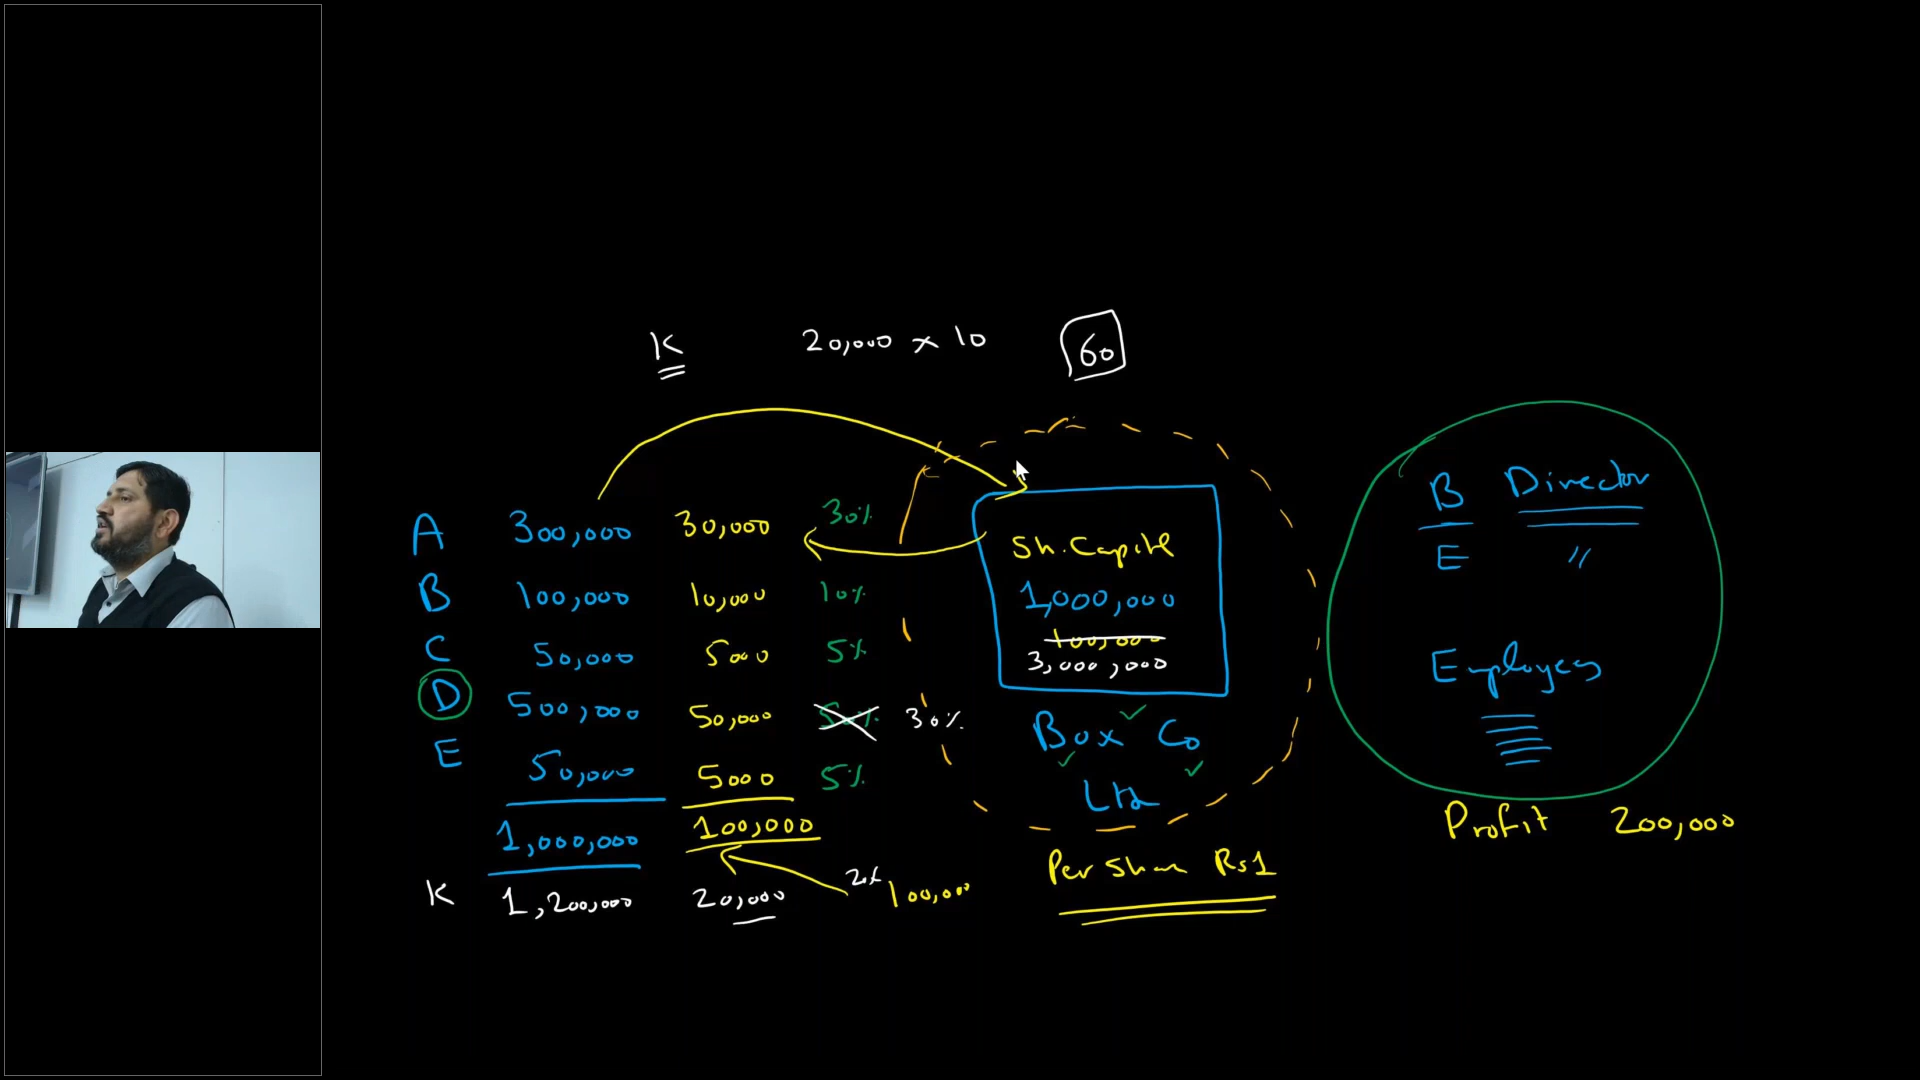 K 20,000 x 10 60
A 300,000 30,000 30%
B 100,000 10,000 10%
C 50,000 5000 5%
D 500,000 50,000 50% 30%
E 50,000 5000 5%
1,000,000 100,000
K 1,200,000 20,000
100,000
Sh. Capital
1,000,000
100,000
3,000,000
Box Co
Ltd
Per Share Rs1
B Director
E "
Employees
Profit 200,000